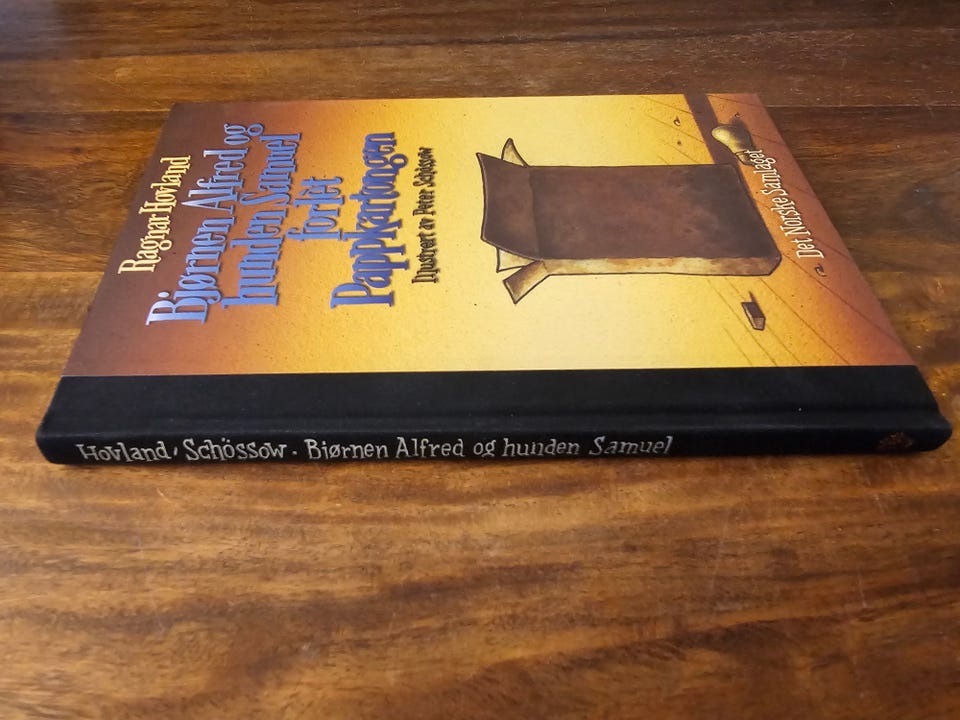 Ragnar Hovland
Bjørnen Alfred og
hunden Samuel
forlèt
Pappkartongen
Illustrert av Peter Schössow
Det Norske Samlaget
Hovland · Schössow · Bjørnen Alfred og hunden Samuel